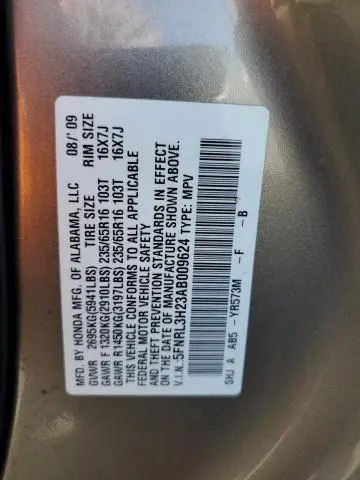 MFD. BY HONDA MFG. OF ALABAMA, LLC 08/'09
GVWR 2695KG(5941LBS) TIRE SIZE RIM SIZE
GAWR F 1320KG(2910LBS) 235/65R16 103T 16X7J
GAWR R1450KG(3197LBS) 235/65R16 103T 16X7J
THIS VEHICLE CONFORMS TO ALL APPLICABLE
FEDERAL MOTOR VEHICLE SAFETY
AND THEFT PREVENTION STANDARDS IN EFFECT
ON THE DATE OF MANUFACTURE SHOWN ABOVE.
V.I.N.:5FNRL3H23AB009624 TYPE: MPV
SHJ A AB5 -YR573M -F -B